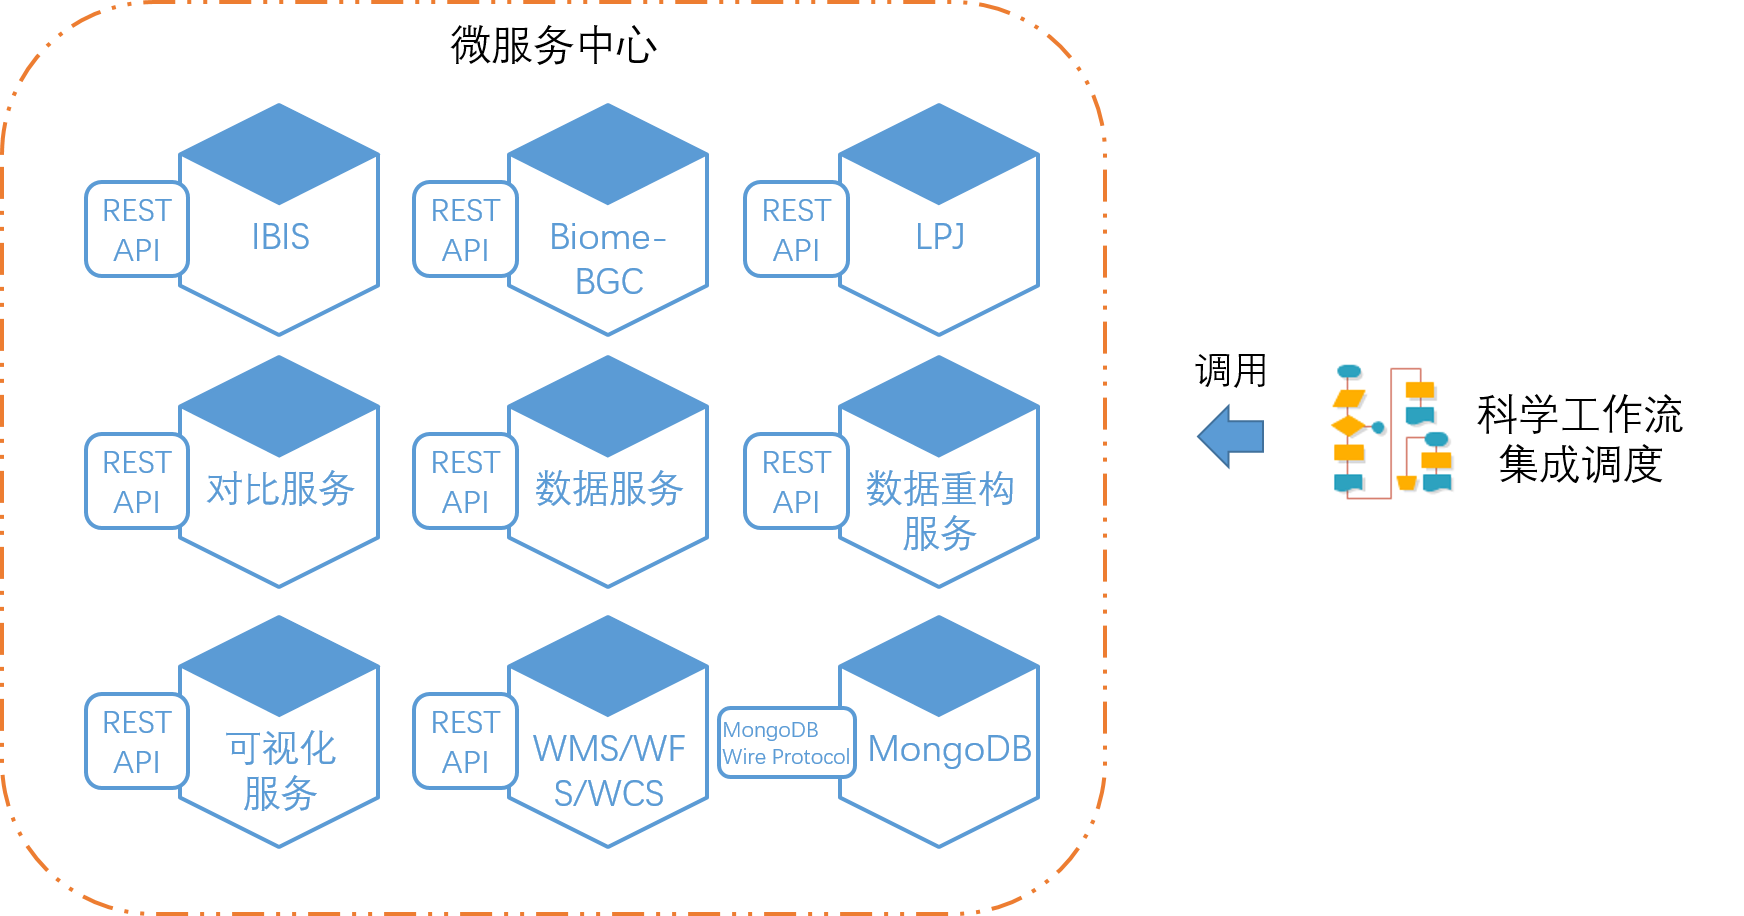 微服务中心
REST
API
IBIS
REST
API
Biome-
BGC
REST
API
LPJ
REST
API
对比服务
REST
API
数据服务
REST
API
数据重构
服务
REST
API
可视化
服务
REST
API
WMS/WF
S/WCS
MongoDB
Wire Protocol
MongoDB
调用
科学工作流
集成调度